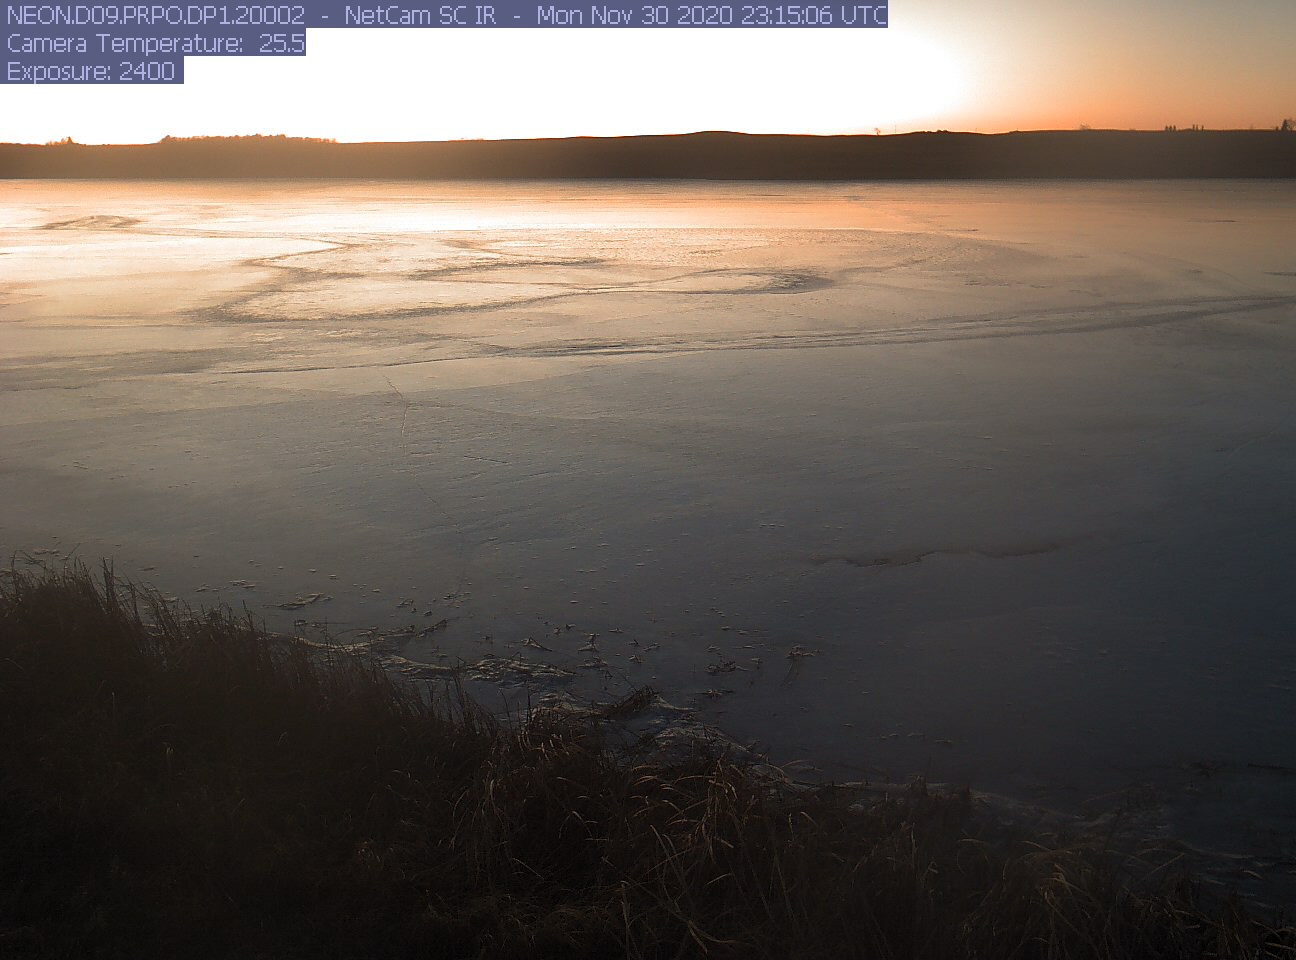 NEON.D09.PRPO.DP1.20002 - NetCam SC IR - Mon Nov 30 2020 23:15:06 UTC
Camera Temperature: 25.5
Exposure: 2400